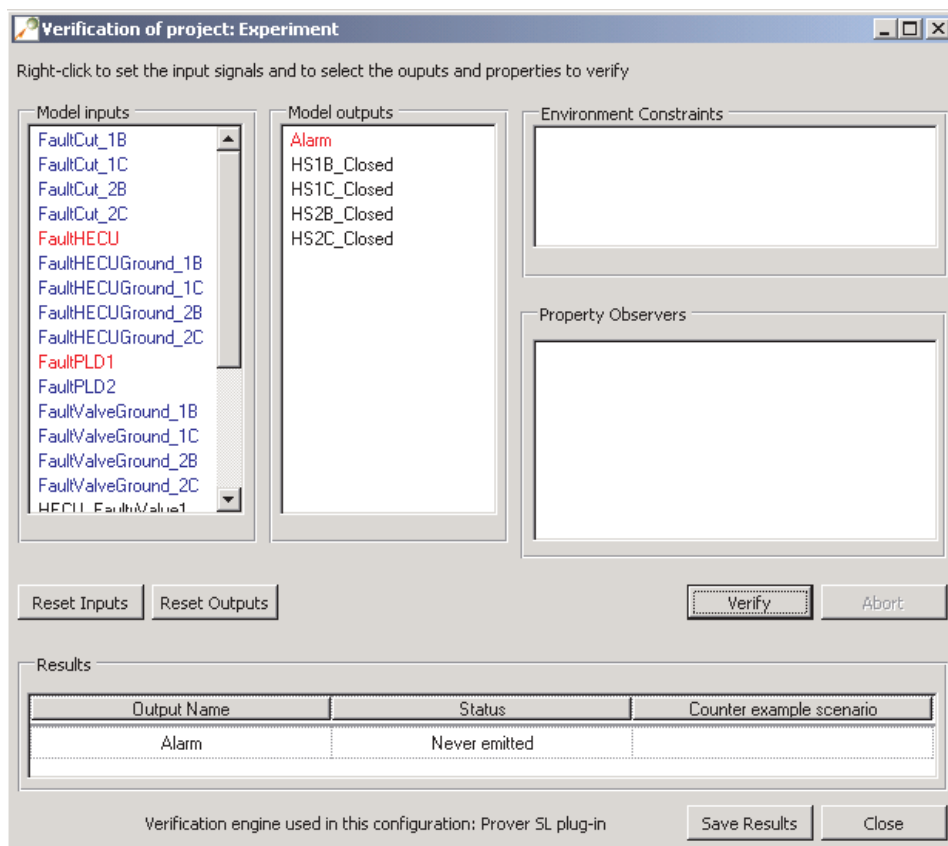 Verification of project: Experiment
Right-click to set the input signals and to select the ouputs and properties to verify
Model inputs
FaultCut_1B
FaultCut_1C
FaultCut_2B
FaultCut_2C
FaultHECU
FaultHECUGround_1B
FaultHECUGround_1C
FaultHECUGround_2B
FaultHECUGround_2C
FaultPLD1
FaultPLD2
FaultValveGround_1B
FaultValveGround_1C
FaultValveGround_2B
FaultValveGround_2C
HECU_FaultyValue1
Model outputs
Alarm
HS1B_Closed
HS1C_Closed
HS2B_Closed
HS2C_Closed
Environment Constraints
Property Observers
Reset Inputs Reset Outputs Verify Abort
Results
Output Name Status Counter example scenario
Alarm Never emitted
Verification engine used in this configuration: Prover SL plug-in Save Results Close